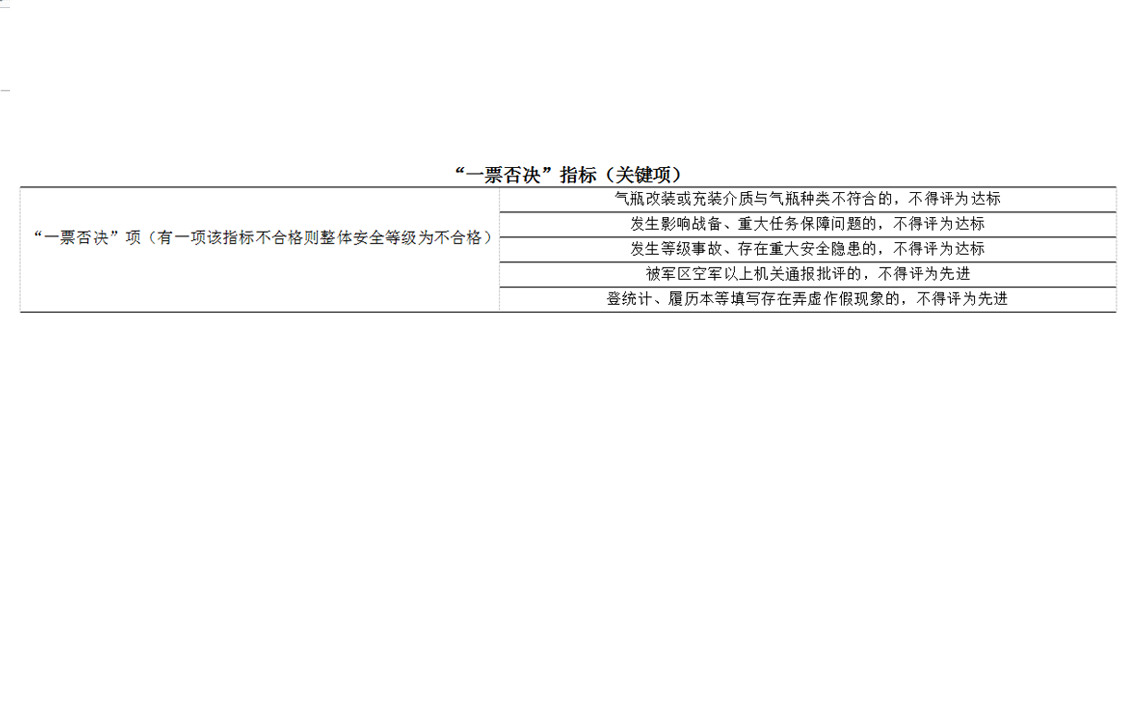 “一票否决”指标（关键项）
“一票否决”项（有一项该指标不合格则整体安全等级为不合格）
气瓶改装或充装介质与气瓶种类不符合的，不得评为达标
发生影响战备、重大任务保障问题的，不得评为达标
发生等级事故、存在重大安全隐患的，不得评为达标
被军区空军以上机关通报批评的，不得评为先进
登统计、履历本等填写存在弄虚作假现象的，不得评为先进